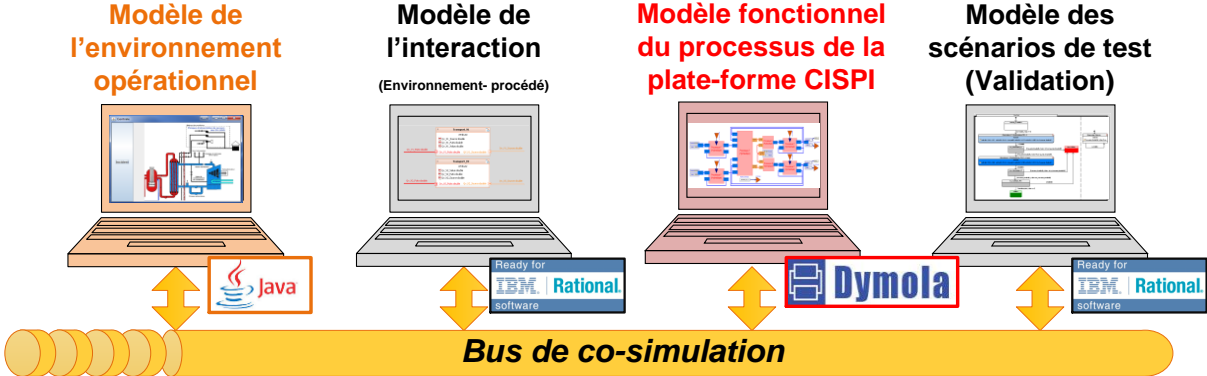 Modèle de
l'environnement
opérationnel
Modèle de
l'interaction
(Environnement- procédé)
Modèle fonctionnel
du processus de la
plate-forme CISPI
Modèle des
scénarios de test
(Validation)
Java
Ready for
IBM. Rational.
software
Dymola
Ready for
IBM. Rational.
software
Bus de co-simulation